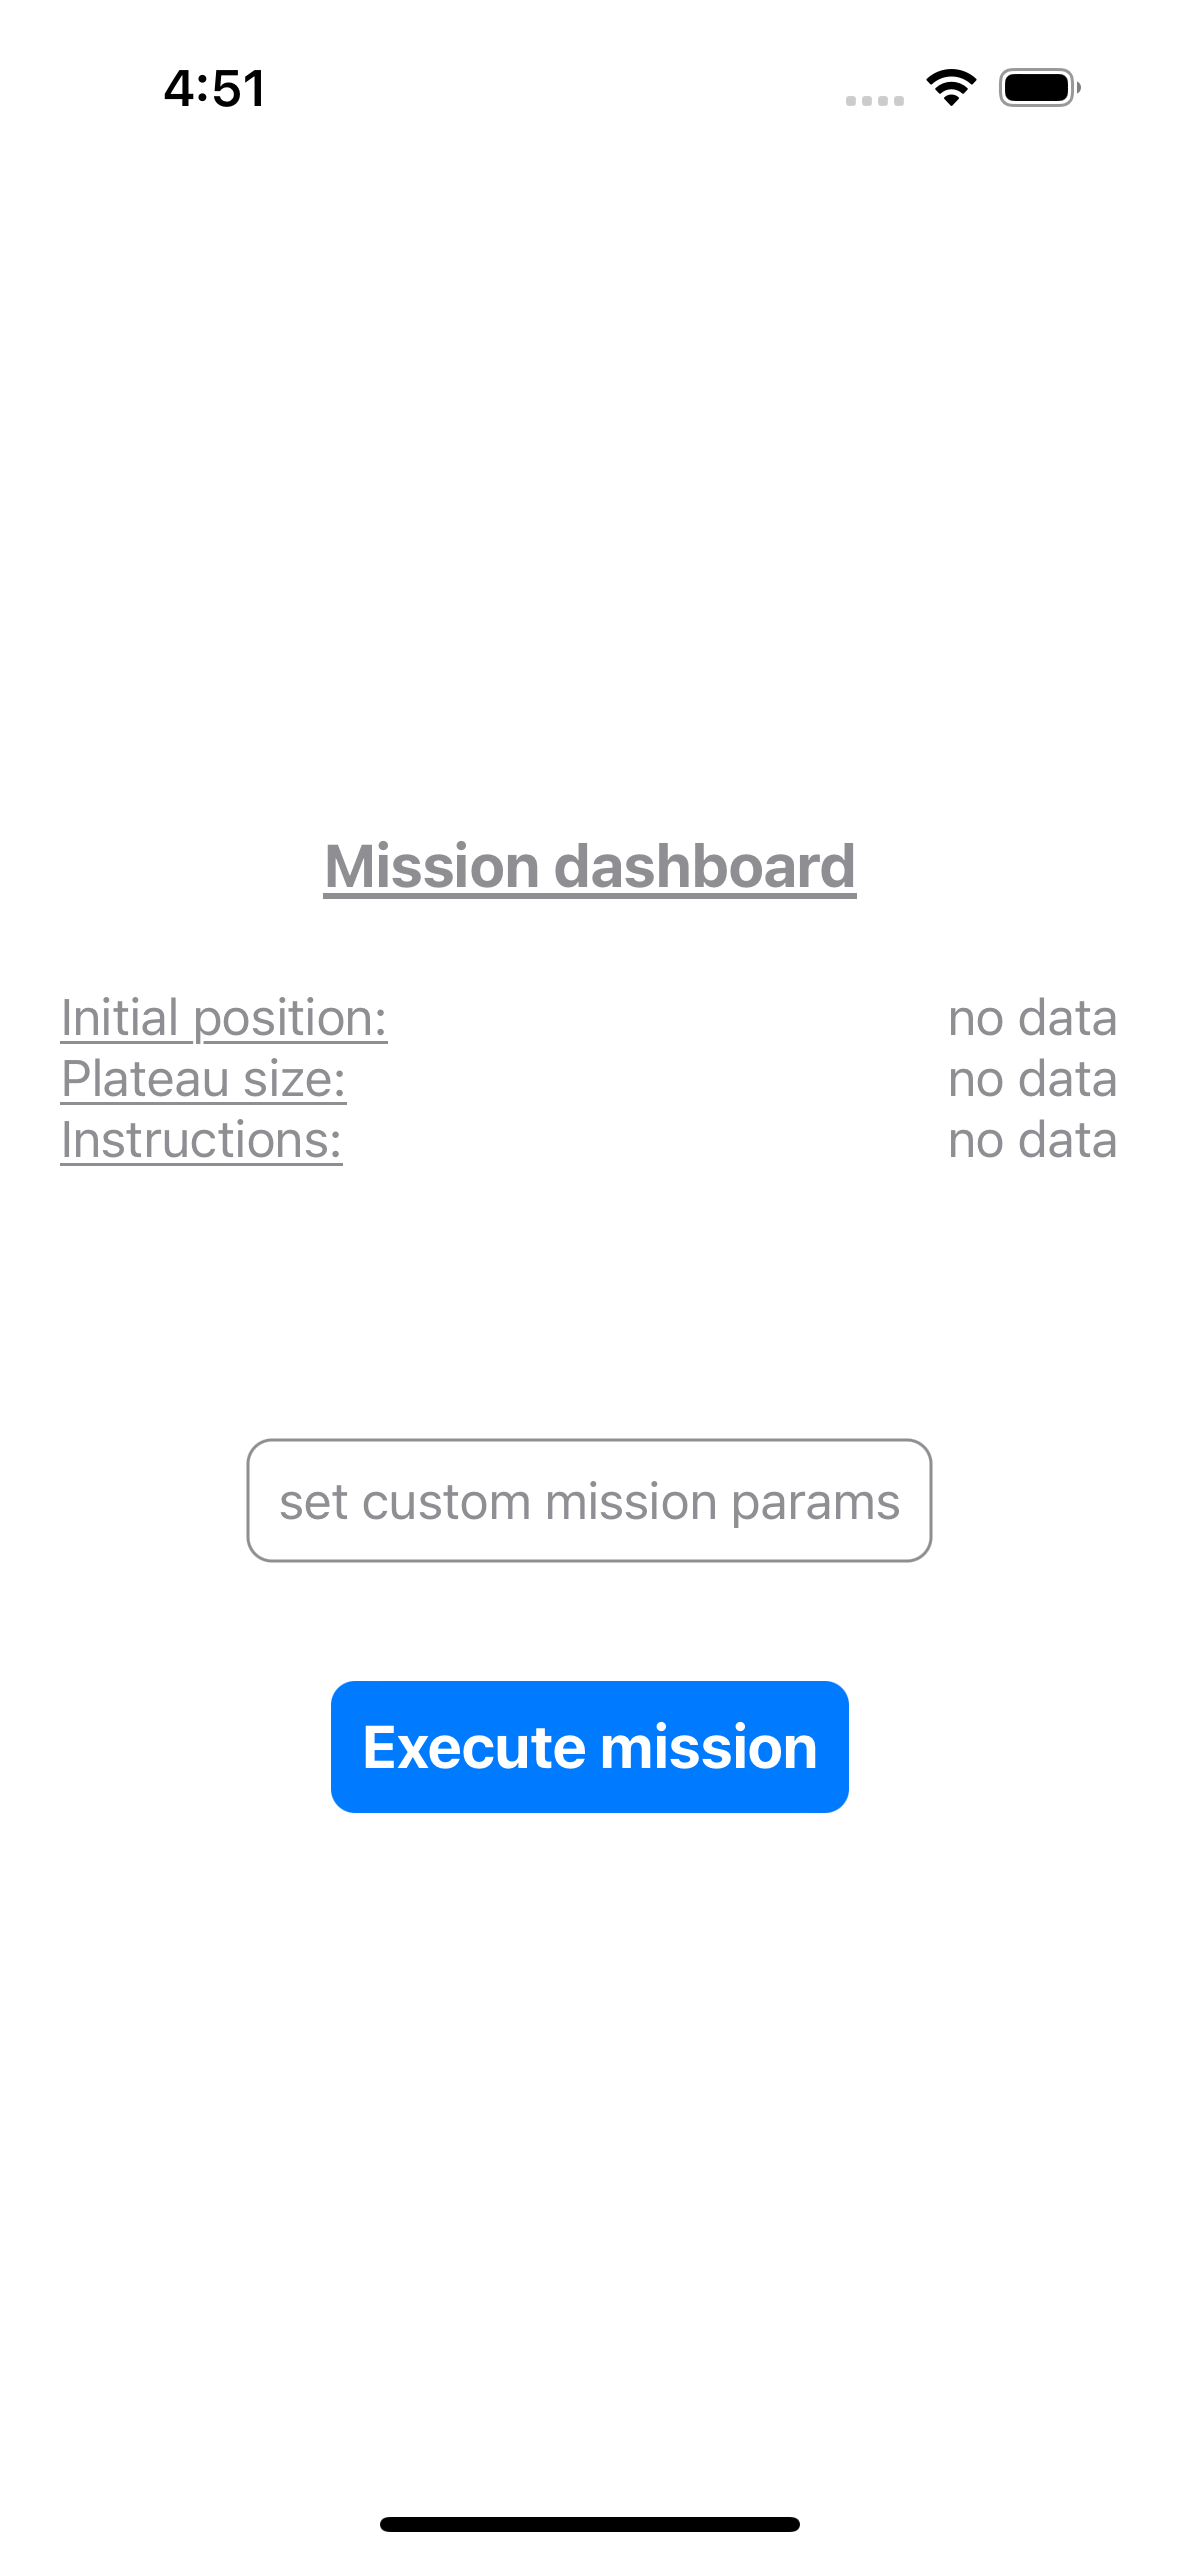 4:51
Mission dashboard
Initial position: no data
Plateau size: no data
Instructions: no data
set custom mission params
Execute mission